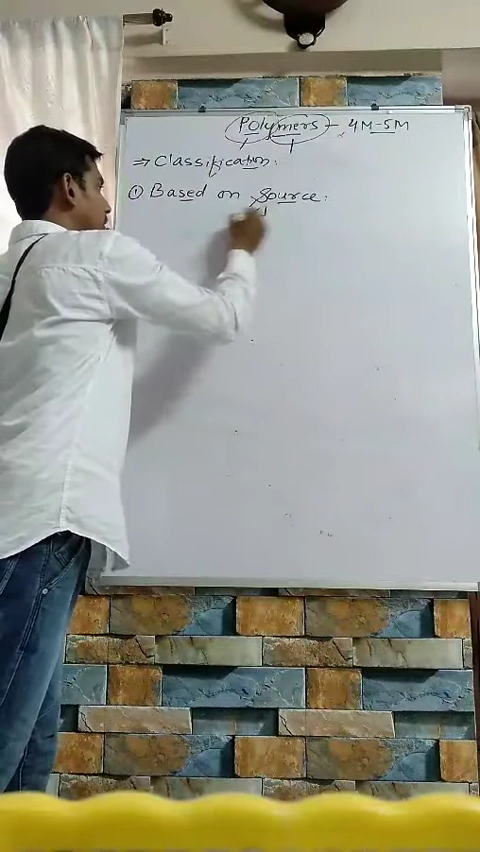 Polymers - 4M-5M
⇒ Classification:
① Based on Source: